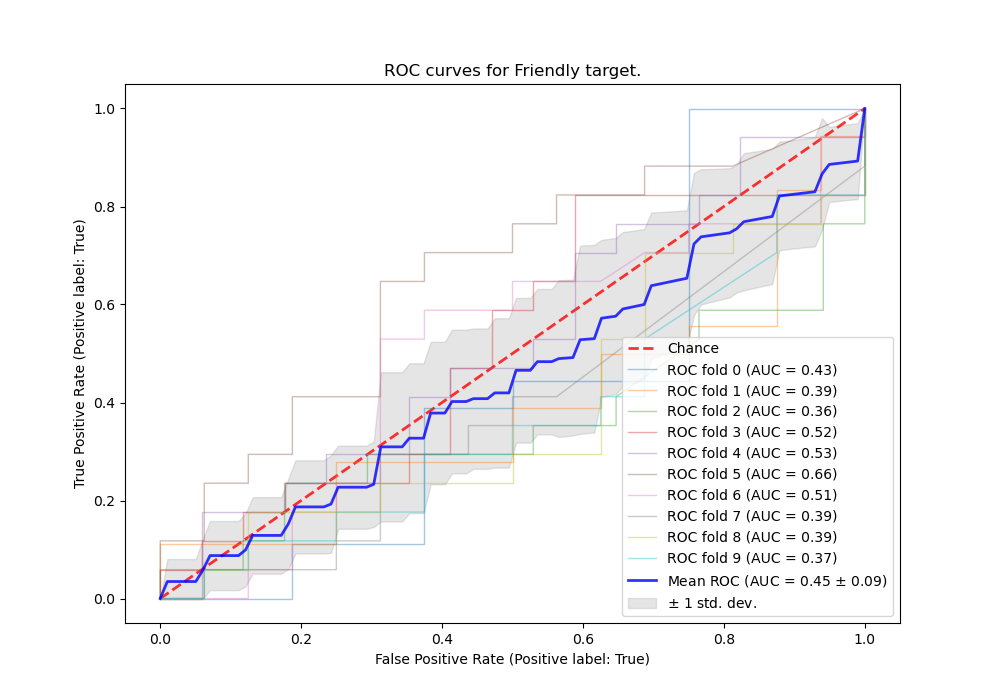 ROC curves for Friendly target.
True Positive Rate (Positive label: True)
1.0
0.8
0.6
0.4
0.2
0.0
Chance
ROC fold 0 (AUC = 0.43)
ROC fold 1 (AUC = 0.39)
ROC fold 2 (AUC = 0.36)
ROC fold 3 (AUC = 0.52)
ROC fold 4 (AUC = 0.53)
ROC fold 5 (AUC = 0.66)
ROC fold 6 (AUC = 0.51)
ROC fold 7 (AUC = 0.39)
ROC fold 8 (AUC = 0.39)
ROC fold 9 (AUC = 0.37)
Mean ROC (AUC = 0.45 ± 0.09)
± 1 std. dev.
0.0 0.2 0.4 0.6 0.8 1.0
False Positive Rate (Positive label: True)